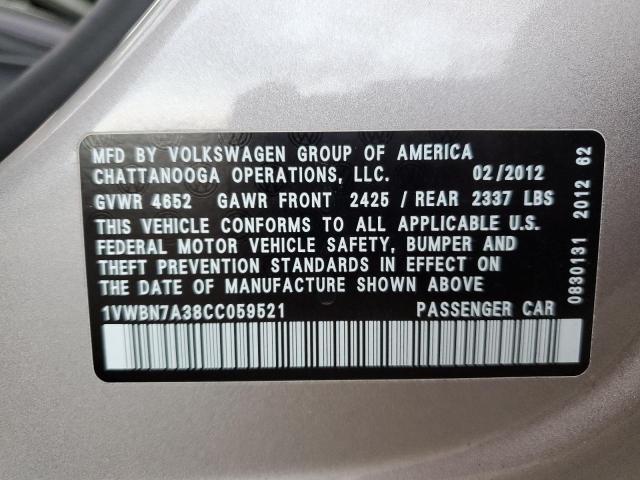 MFD BY VOLKSWAGEN GROUP OF AMERICA
CHATTANOOGA OPERATIONS, LLC. 02/2012
GVWR 4652 GAWR FRONT 2425 / REAR 2337 LBS
THIS VEHICLE CONFORMS TO ALL APPLICABLE U.S.
FEDERAL MOTOR VEHICLE SAFETY, BUMPER AND
THEFT PREVENTION STANDARDS IN EFFECT ON
THE DATE OF MANUFACTURE SHOWN ABOVE
1VWBN7A38CC059521 PASSENGER CAR
0830131 2012 62